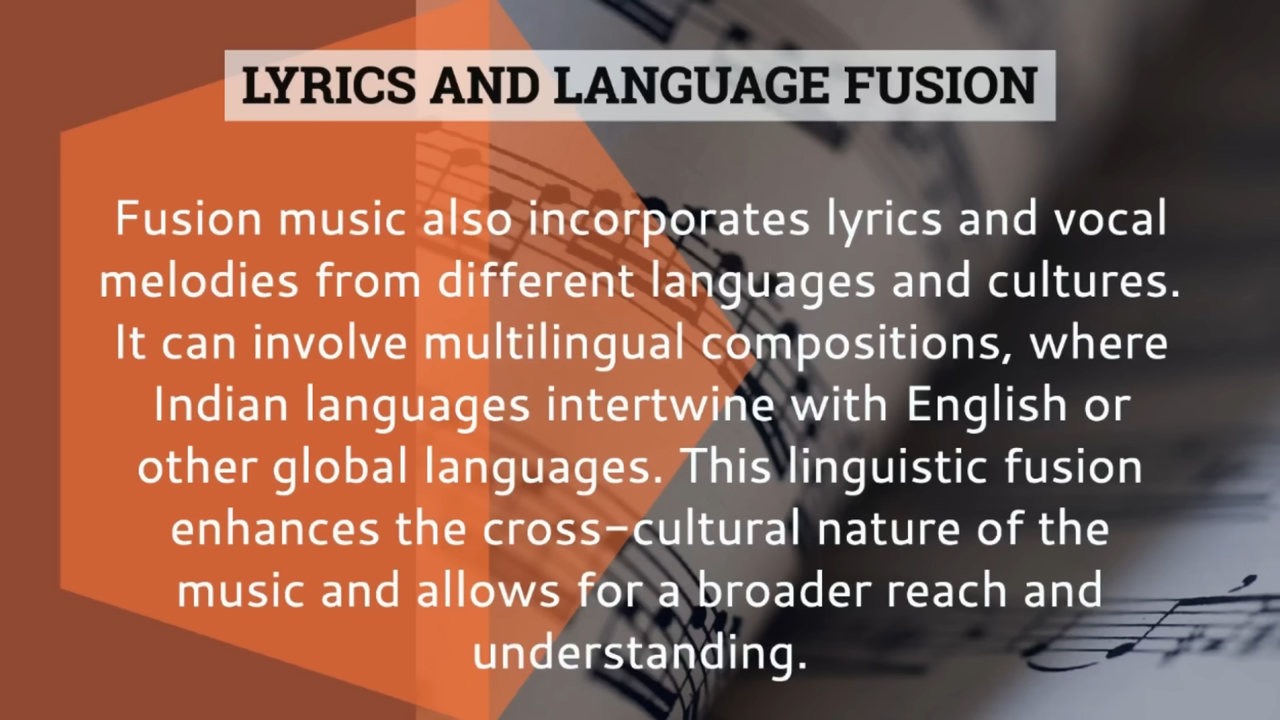 LYRICS AND LANGUAGE FUSION
Fusion music also incorporates lyrics and vocal
melodies from different languages and cultures.
It can involve multilingual compositions, where
Indian languages intertwine with English or
other global languages. This linguistic fusion
enhances the cross-cultural nature of the
music and allows for a broader reach and
understanding.